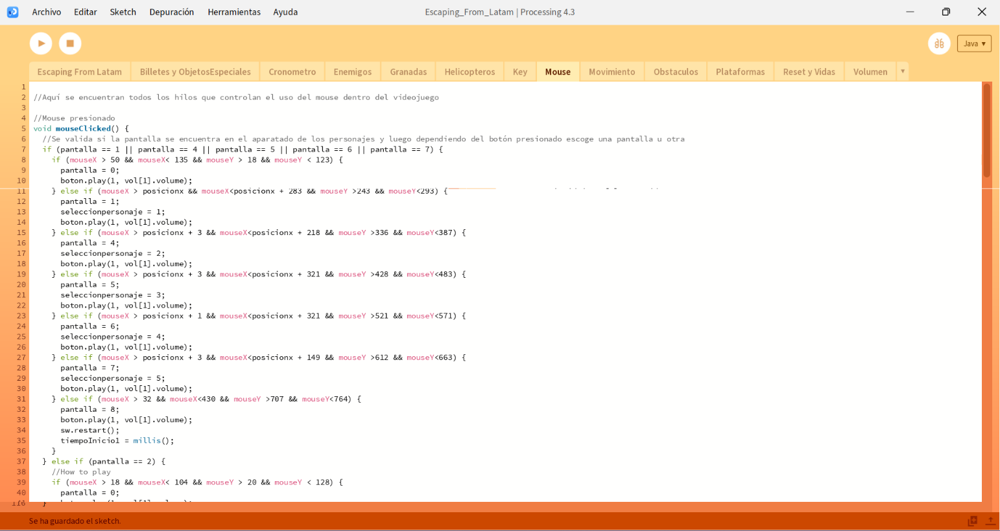 Archivo Editar Sketch Depuración Herramientas Ayuda Escaping_From_Latam | Processing 4.3
Java ▾
Escaping From Latam Billetes y ObjetosEspeciales Cronometro Enemigos Granadas Helicopteros Key Mouse Movimiento Obstaculos Plataformas Reset y Vidas Volumen ▾
1
2 //Aquí se encuentran todos los hilos que controlan el uso del mouse dentro del videojuego
3
4 //Mouse presionado
5 void mouseClicked() {
6 //Se valida si la pantalla se encuentra en el aparatado de los personajes y luego dependiendo del botón presionado escoge una pantalla u otra
7 if (pantalla == 1 || pantalla == 4 || pantalla == 5 || pantalla == 6 || pantalla == 7) {
8 if (mouseX > 50 && mouseX< 135 && mouseY > 18 && mouseY < 123) {
9 pantalla = 0;
10 boton.play(1, vol[1].volume);
11 } else if (mouseX > posicionx && mouseX<posicionx + 283 && mouseY >243 && mouseY<293) {
12 pantalla = 1;
13 seleccionpersonaje = 1;
14 boton.play(1, vol[1].volume);
15 } else if (mouseX > posicionx + 3 && mouseX<posicionx + 218 && mouseY >336 && mouseY<387) {
16 pantalla = 4;
17 seleccionpersonaje = 2;
18 boton.play(1, vol[1].volume);
19 } else if (mouseX > posicionx + 3 && mouseX<posicionx + 321 && mouseY >428 && mouseY<483) {
20 pantalla = 5;
21 seleccionpersonaje = 3;
22 boton.play(1, vol[1].volume);
23 } else if (mouseX > posicionx + 1 && mouseX<posicionx + 321 && mouseY >521 && mouseY<571) {
24 pantalla = 6;
25 seleccionpersonaje = 4;
26 boton.play(1, vol[1].volume);
27 } else if (mouseX > posicionx + 3 && mouseX<posicionx + 149 && mouseY >612 && mouseY<663) {
28 pantalla = 7;
29 seleccionpersonaje = 5;
30 boton.play(1, vol[1].volume);
31 } else if (mouseX > 32 && mouseX<430 && mouseY >707 && mouseY<764) {
32 pantalla = 8;
33 boton.play(1, vol[1].volume);
34 sw.restart();
35 tiempoInicio1 = millis();
36 }
37 } else if (pantalla == 2) {
38 //How to play
39 if (mouseX > 18 && mouseX< 104 && mouseY > 20 && mouseY < 128) {
40 pantalla = 0;
116 }
Se ha guardado el sketch.